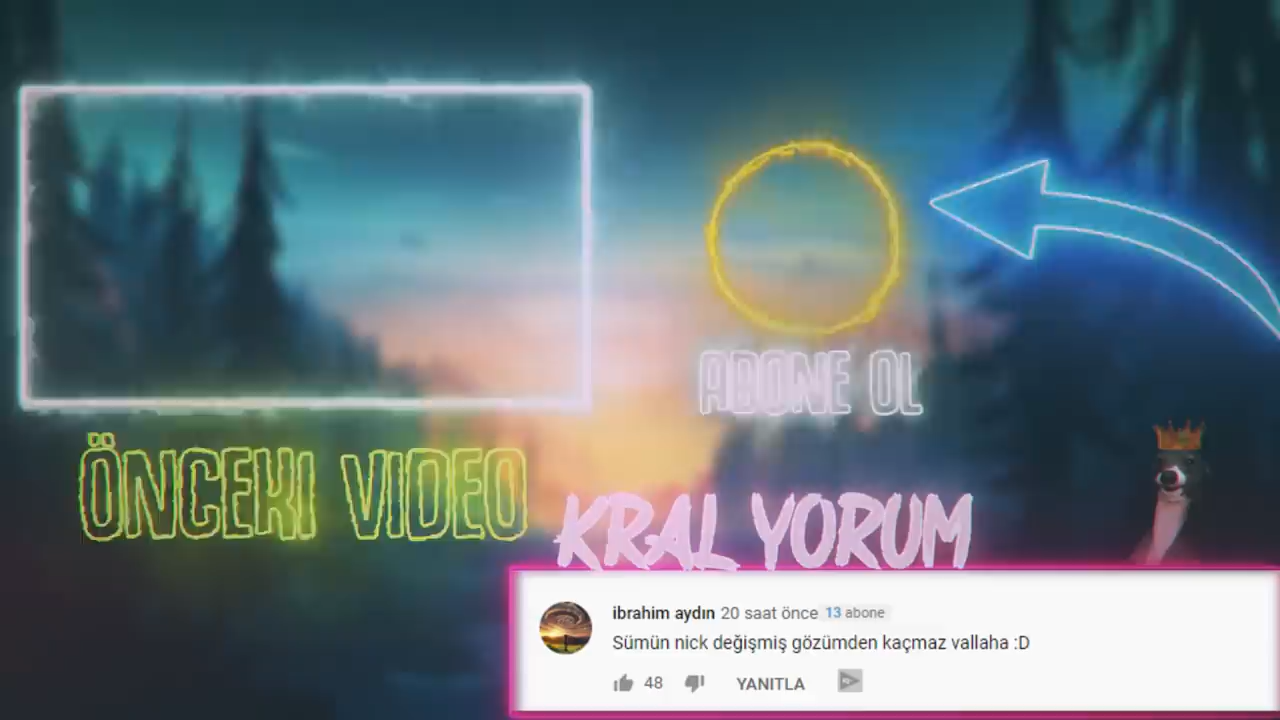 ABONE OL
ÖNCEKI VIDEO
KRAL YORUM
ibrahim aydın 20 saat önce 13 abone
Sümün nick değişmiş gözümden kaçmaz vallaha :D
48 YANITLA